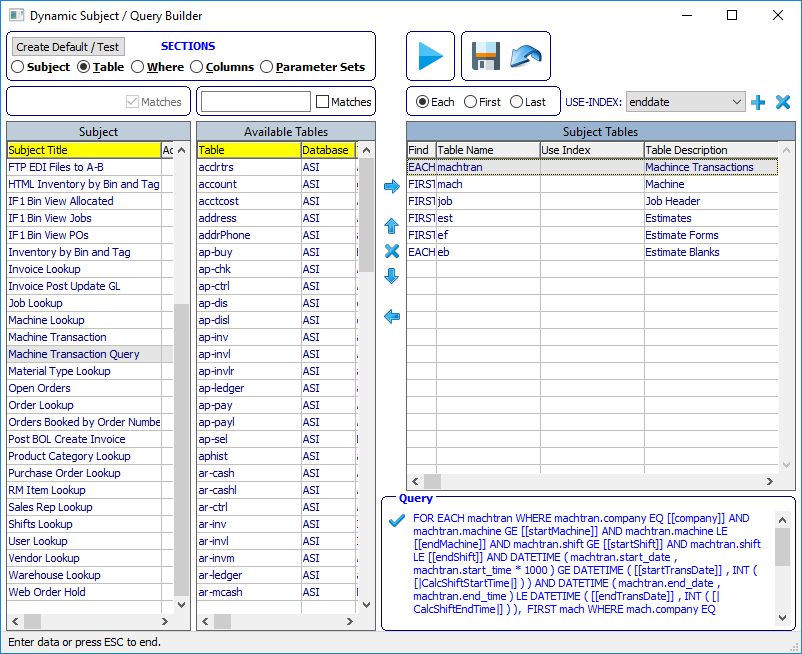 Dynamic Subject / Query Builder
Create Default / Test
SECTIONS
Subject Table Where Columns Parameter Sets
Matches
Matches
Each First Last
USE-INDEX: enddate
Subject
Subject Title Ac
FTP EDI Files to A-B
HTML Inventory by Bin and Tag
IF1 Bin View Allocated
IF1 Bin View Jobs
IF1 Bin View POs
Inventory by Bin and Tag
Invoice Lookup
Invoice Post Update GL
Job Lookup
Machine Lookup
Machine Transaction
Machine Transaction Query
Material Type Lookup
Open Orders
Order Lookup
Orders Booked by Order Numbe
Post BOL Create Invoice
Product Category Lookup
Purchase Order Lookup
RM Item Lookup
Sales Rep Lookup
Shifts Lookup
User Lookup
Vendor Lookup
Warehouse Lookup
Web Order Hold
Available Tables
Table Database
acclrtrs ASI
account ASI
acctcost ASI
address ASI
addrPhone ASI
ap-buy ASI
ap-chk ASI
ap-ctrl ASI
ap-dis ASI
ap-disl ASI
ap-inv ASI
ap-invl ASI
ap-invlr ASI
ap-ledger ASI
ap-pay ASI
ap-payl ASI
ap-sel ASI
aphist ASI
ar-cash ASI
ar-cashl ASI
ar-ctrl ASI
ar-inv ASI
ar-invl ASI
ar-invm ASI
ar-ledger ASI
ar-mcash ASI
Subject Tables
Find Table Name Use Index Table Description
EACH machtran Machince Transactions
FIRST mach Machine
FIRST job Job Header
FIRST est Estimates
FIRST ef Estimate Forms
EACH eb Estimate Blanks
Query
FOR EACH machtran WHERE machtran.company EQ [[company]] AND
machtran.machine GE [[startMachine]] AND machtran.machine LE
[[endMachine]] AND machtran.shift GE [[startShift]] AND machtran.shift
LE [[endShift]] AND DATETIME ( machtran.start_date ,
machtran.start_time * 1000 ) GE DATETIME ( [[startTransDate]] , INT (
[|CalcShiftStartTime|] ) ) AND DATETIME ( machtran.end_date ,
machtran.end_time ) LE DATETIME ( [[endTransDate]] , INT ( [|
CalcShiftEndTime|] ) ), FIRST mach WHERE mach.company EQ
Enter data or press ESC to end.